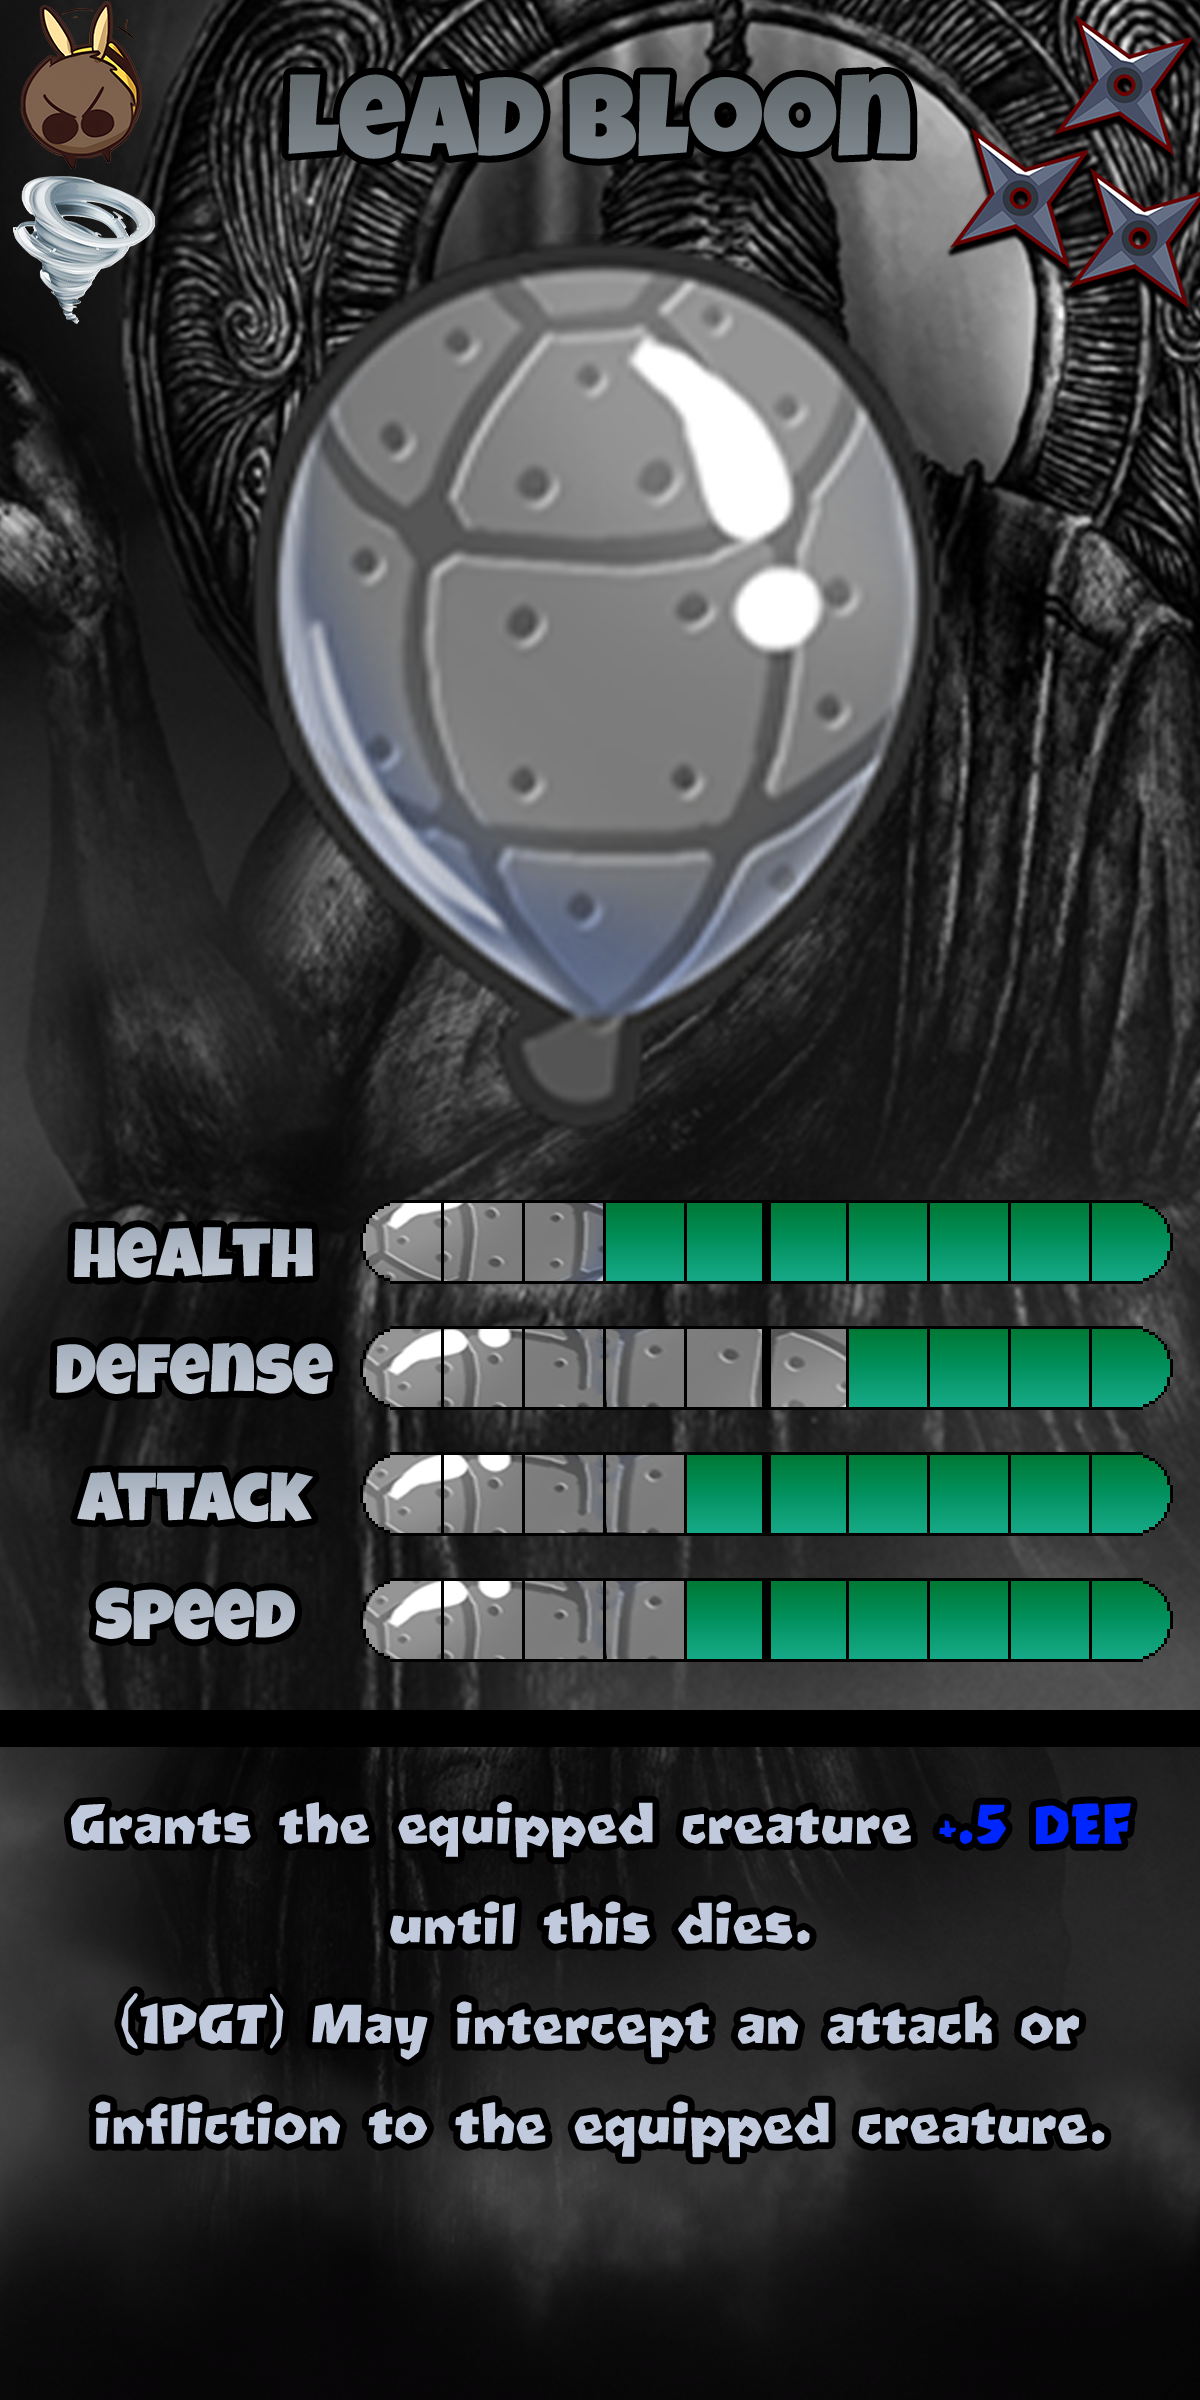 Lead Bloon
Health
Defense
Attack
Speed
Grants the equipped creature +.5 DEF
until this dies.
(1PGT) May intercept an attack or
infliction to the equipped creature.